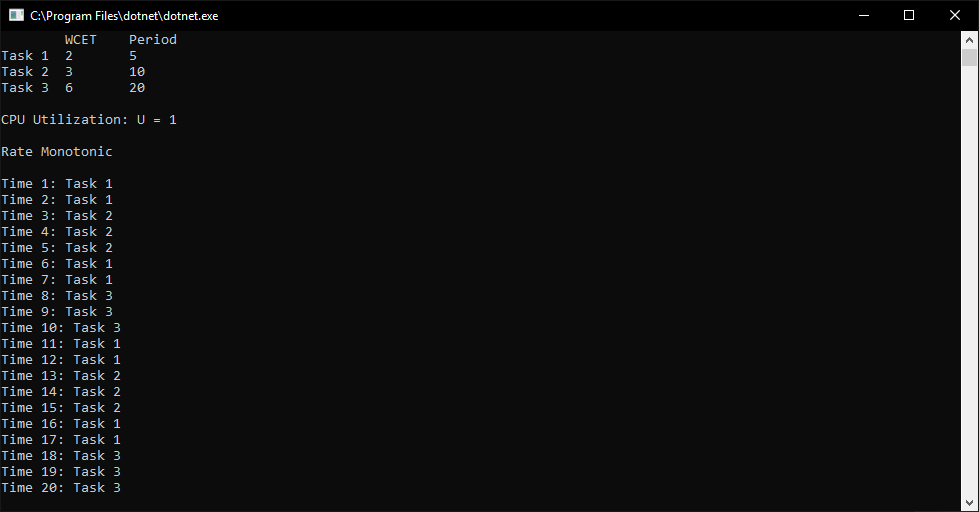 C:\Program Files\dotnet\dotnet.exe
WCET Period
Task 1 2 5
Task 2 3 10
Task 3 6 20
CPU Utilization: U = 1
Rate Monotonic
Time 1: Task 1
Time 2: Task 1
Time 3: Task 2
Time 4: Task 2
Time 5: Task 2
Time 6: Task 1
Time 7: Task 1
Time 8: Task 3
Time 9: Task 3
Time 10: Task 3
Time 11: Task 1
Time 12: Task 1
Time 13: Task 2
Time 14: Task 2
Time 15: Task 2
Time 16: Task 1
Time 17: Task 1
Time 18: Task 3
Time 19: Task 3
Time 20: Task 3